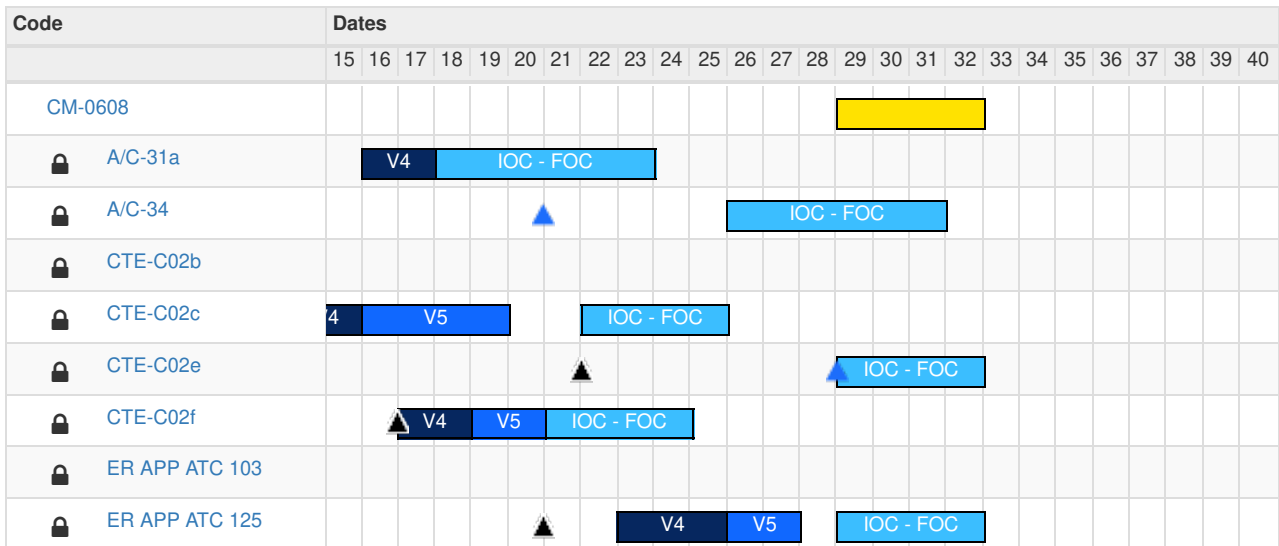 Code Dates
15 16 17 18 19 20 21 22 23 24 25 26 27 28 29 30 31 32 33 34 35 36 37 38 39 40
CM-0608
A/C-31a V4 IOC - FOC
A/C-34 IOC - FOC
CTE-C02b
CTE-C02c /4 V5 IOC - FOC
CTE-C02e IOC - FOC
CTE-C02f V4 V5 IOC - FOC
ER APP ATC 103
ER APP ATC 125 V4 V5 IOC - FOC